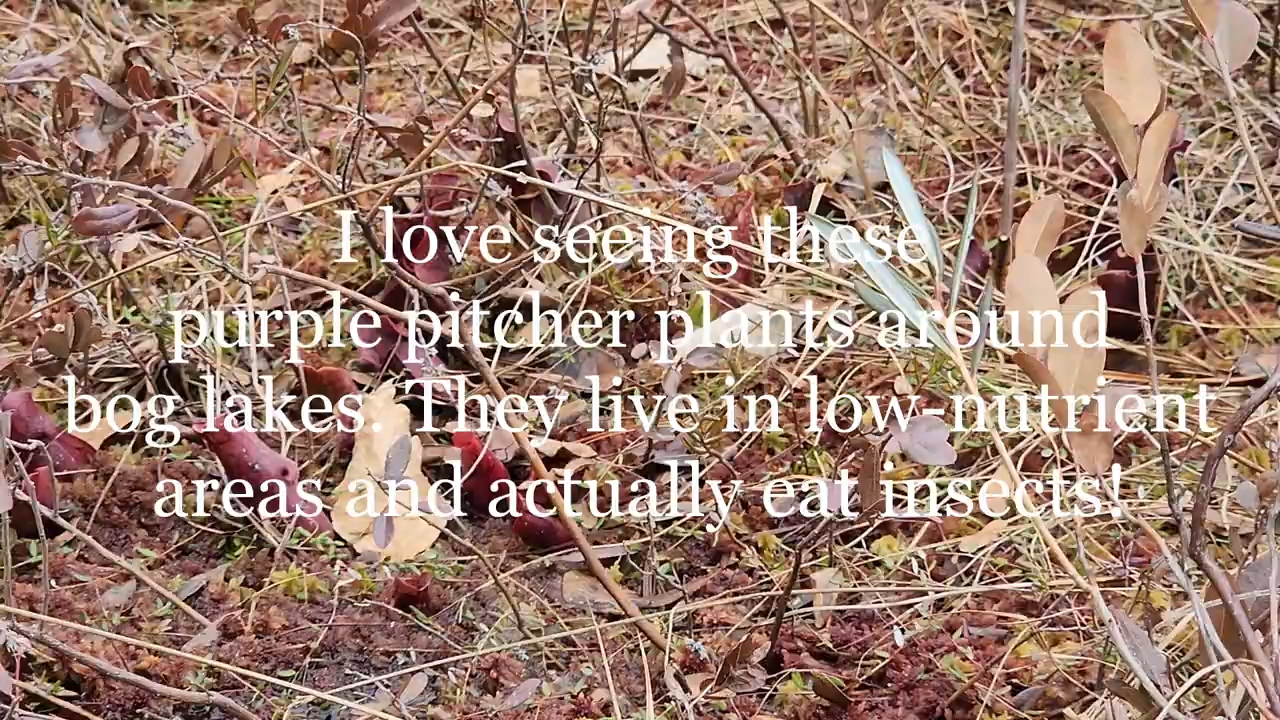 I love seeing these
purple pitcher plants around
bog lakes. They live in low-nutrient
areas and actually eat insects!